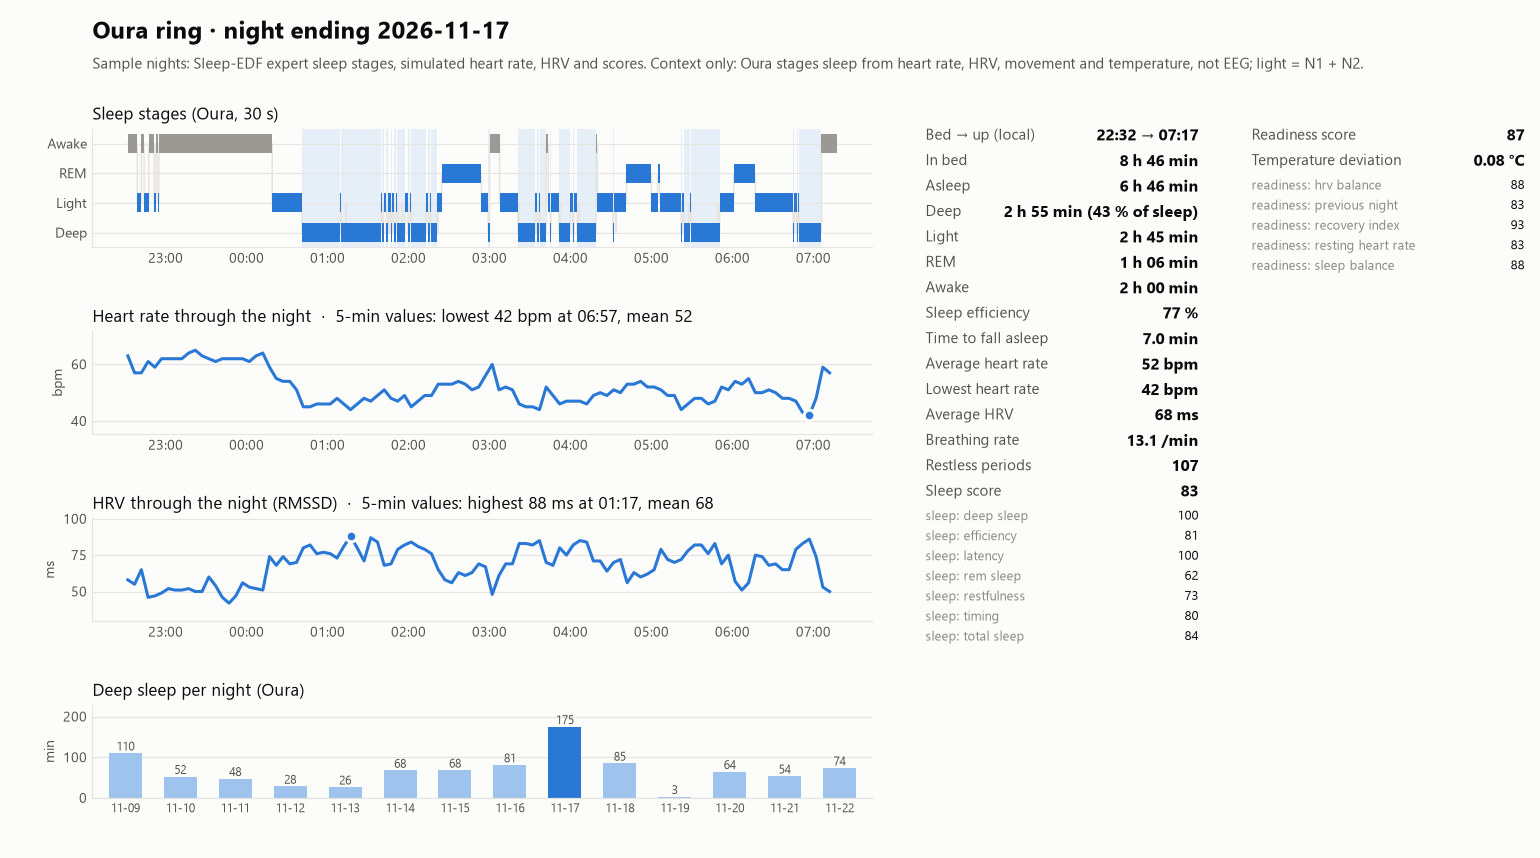 Oura ring · night ending 2026-11-17
Sample nights: Sleep-EDF expert sleep stages, simulated heart rate, HRV and scores. Context only: Oura stages sleep from heart rate, HRV, movement and temperature, not EEG; light = N1 + N2.
Sleep stages (Oura, 30 s)
Awake
REM
Light
Deep
23:00 00:00 01:00 02:00 03:00 04:00 05:00 06:00 07:00
Heart rate through the night · 5-min values: lowest 42 bpm at 06:57, mean 52
bpm
60
40
23:00 00:00 01:00 02:00 03:00 04:00 05:00 06:00 07:00
HRV through the night (RMSSD) · 5-min values: highest 88 ms at 01:17, mean 68
ms
100
75
50
23:00 00:00 01:00 02:00 03:00 04:00 05:00 06:00 07:00
Deep sleep per night (Oura)
min
200
100
0
110 52 48 28 26 68 68 81 175 85 3 64 54 74
11-09 11-10 11-11 11-12 11-13 11-14 11-15 11-16 11-17 11-18 11-19 11-20 11-21 11-22
Bed → up (local) 22:32 → 07:17
In bed 8 h 46 min
Asleep 6 h 46 min
Deep 2 h 55 min (43 % of sleep)
Light 2 h 45 min
REM 1 h 06 min
Awake 2 h 00 min
Sleep efficiency 77 %
Time to fall asleep 7.0 min
Average heart rate 52 bpm
Lowest heart rate 42 bpm
Average HRV 68 ms
Breathing rate 13.1 /min
Restless periods 107
Sleep score 83
sleep: deep sleep 100
sleep: efficiency 81
sleep: latency 100
sleep: rem sleep 62
sleep: restfulness 73
sleep: timing 80
sleep: total sleep 84
Readiness score 87
Temperature deviation 0.08 °C
readiness: hrv balance 88
readiness: previous night 83
readiness: recovery index 93
readiness: resting heart rate 83
readiness: sleep balance 88